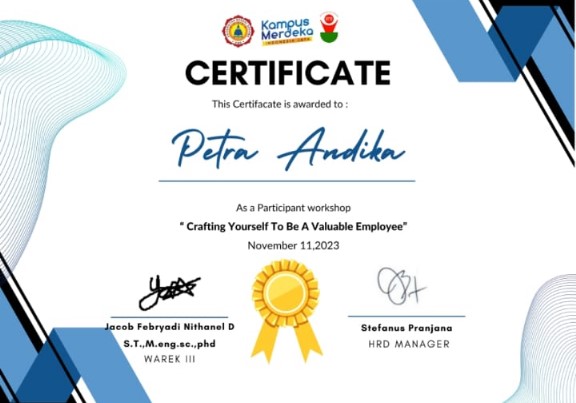 Kampus
Merdeka
INDONESIA JAYA
CERTIFICATE
This Certifacate is awarded to :
Petra Andika
As a Participant workshop
“ Crafting Yourself To Be A Valuable Employee”
November 11,2023
Jacob Febryadi Nithanel D
S.T.,M.eng.sc.,phd
WAREK III
Stefanus Pranjana
HRD MANAGER